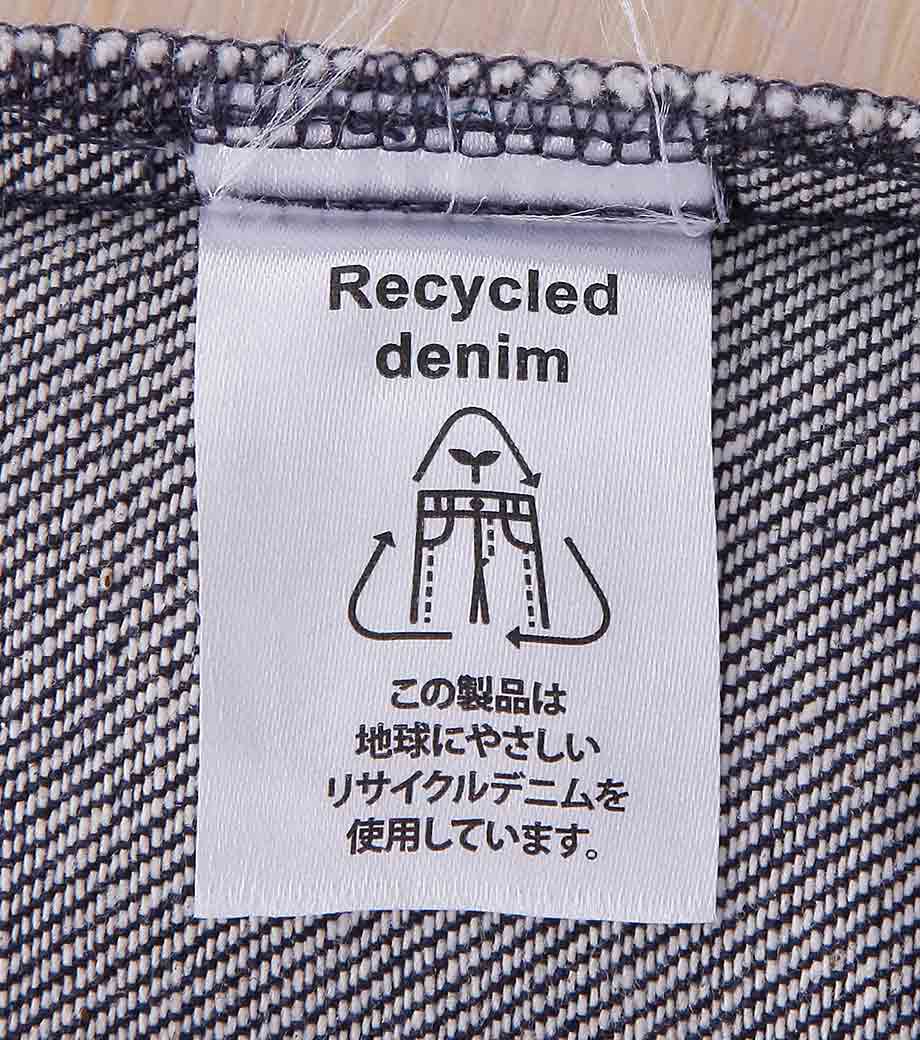 Recycled
denim
この製品は
地球にやさしい
リサイクルデニムを
使用しています。